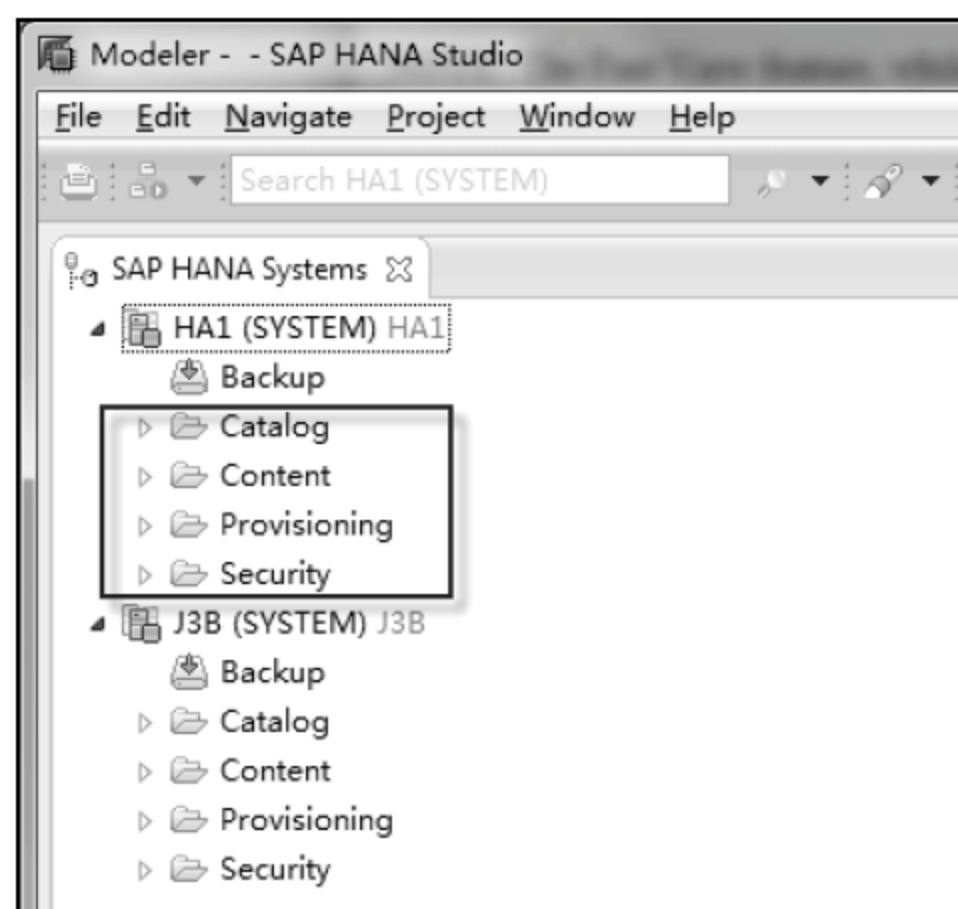 Modeler - - SAP HANA Studio
File Edit Navigate Project Window Help
Search HA1 (SYSTEM)
SAP HANA Systems
HA1 (SYSTEM) HA1
Backup
Catalog
Content
Provisioning
Security
J3B (SYSTEM) J3B
Backup
Catalog
Content
Provisioning
Security